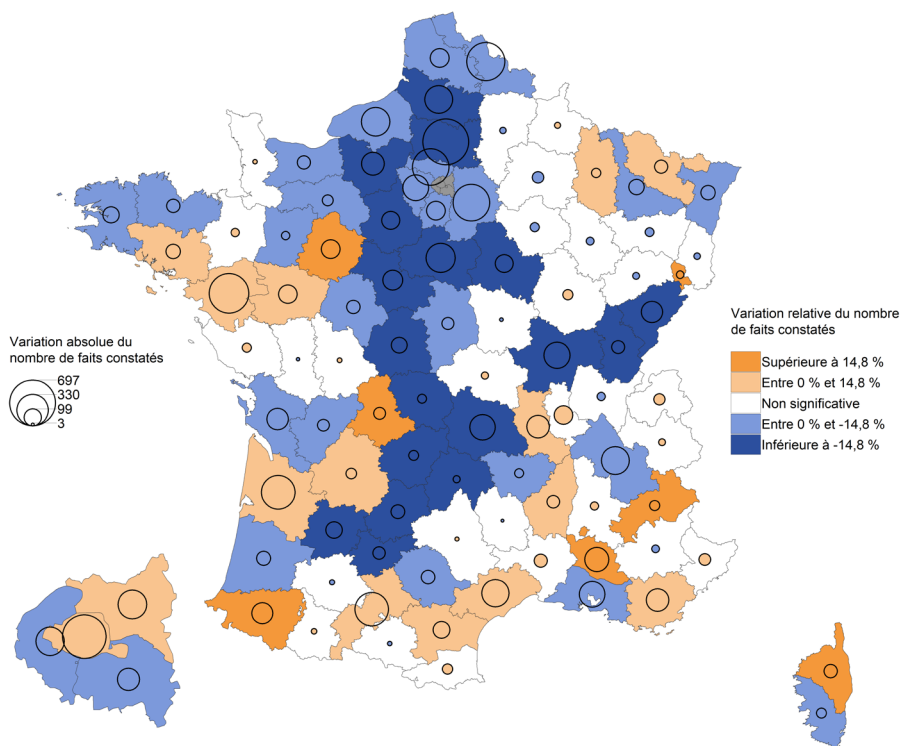 Variation absolue du
nombre de faits constatés
697
330
99
3
Variation relative du nombre
de faits constatés
Supérieure à 14,8 %
Entre 0 % et 14,8 %
Non significative
Entre 0 % et -14,8 %
Inférieure à -14,8 %